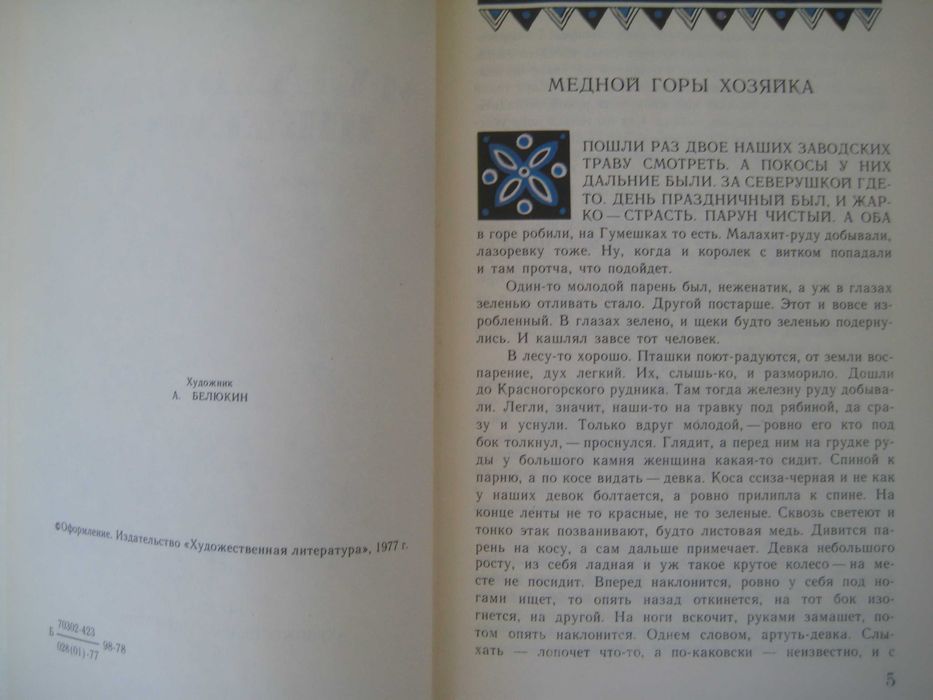 Художник
А. БЕЛЮКИН
©Оформление. Издательство «Художественная литература», 1977 г.
Б 70302-423 98-78
028(01)-77
МЕДНОЙ ГОРЫ ХОЗЯЙКА
ПОШЛИ РАЗ ДВОЕ НАШИХ ЗАВОДСКИХ
ТРАВУ СМОТРЕТЬ. А ПОКОСЫ У НИХ
ДАЛЬНИЕ БЫЛИ. ЗА СЕВЕРУШКОЙ ГДЕ-
ТО. ДЕНЬ ПРАЗДНИЧНЫЙ БЫЛ, И ЖАР-
КО — СТРАСТЬ. ПАРУН ЧИСТЫЙ. А ОБА
в горе робили, на Гумешках то есть. Малахит-руду добывали,
лазоревку тоже. Ну, когда и королек с витком попадали
и там протча, что подойдет.
Один-то молодой парень был, неженатик, а уж в глазах
зеленью отливать стало. Другой постарше. Этот и вовсе из-
робленный. В глазах зелено, и щеки будто зеленью подерну-
лись. И кашлял завсе тот человек.
В лесу-то хорошо. Пташки поют-радуются, от земли вос-
парение, дух легкий. Их, слышь-ко, и разморило. Дошли
до Красногорского рудника. Там тогда железну руду добыва-
ли. Легли, значит, наши-то на травку под рябиной, да сра-
зу и уснули. Только вдруг молодой, — ровно его кто под
бок толкнул, — проснулся. Глядит, а перед ним на грудке ру-
ды у большого камня женщина какая-то сидит. Спиной к
парню, а по косе видать — девка. Коса ссиза-черная и не как
у наших девок болтается, а ровно прилипла к спине. На
конце ленты не то красные, не то зеленые. Сквозь светеют и
тонко этак позванивают, будто листовая медь. Дивится па-
рень на косу, а сам дальше примечает. Девка небольшого
росту, из себя ладная и уж такое крутое колесо — на ме-
сте не посидит. Вперед наклонится, ровно у себя под но-
гами ищет, то опять назад откинется, на тот бок изо-
гнется, на другой. На ноги вскочит, руками замашет, по-
том опять наклонится. Однем словом, артуть-девка. Слы-
хать — лопочет что-то, а по-каковски — неизвестно, и с
5